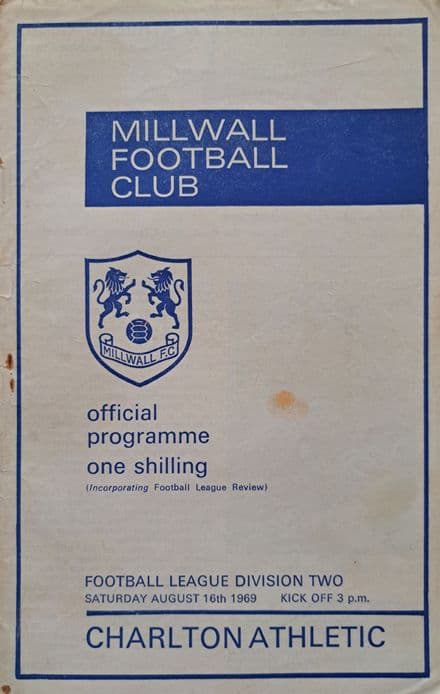 MILLWALL
FOOTBALL
CLUB
MILLWALL F.C
official
programme
one shilling
(Incorporating Football League Review)
FOOTBALL LEAGUE DIVISION TWO
SATURDAY AUGUST 16th 1969 KICK OFF 3 p.m.
CHARLTON ATHLETIC